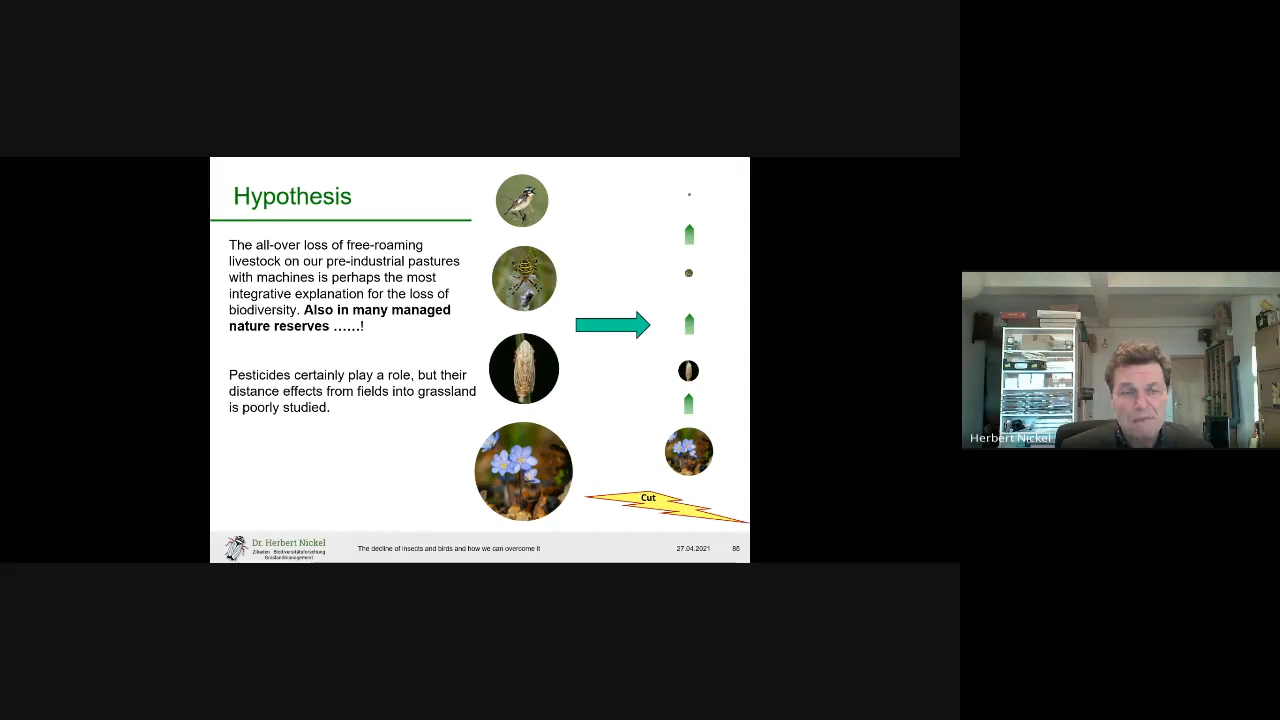 Hypothesis
The all-over loss of free-roaming
livestock on our pre-industrial pastures
with machines is perhaps the most
integrative explanation for the loss of
biodiversity. Also in many managed
nature reserves ......!
Pesticides certainly play a role, but their
distance effects from fields into grassland
is poorly studied.
Cut
Dr. Herbert Nickel
Zikaden Biodiversitätsforschung
Graslandmanagement
The decline of insects and birds and how we can overcome it
27.04.2021
86
Herbert Nickel